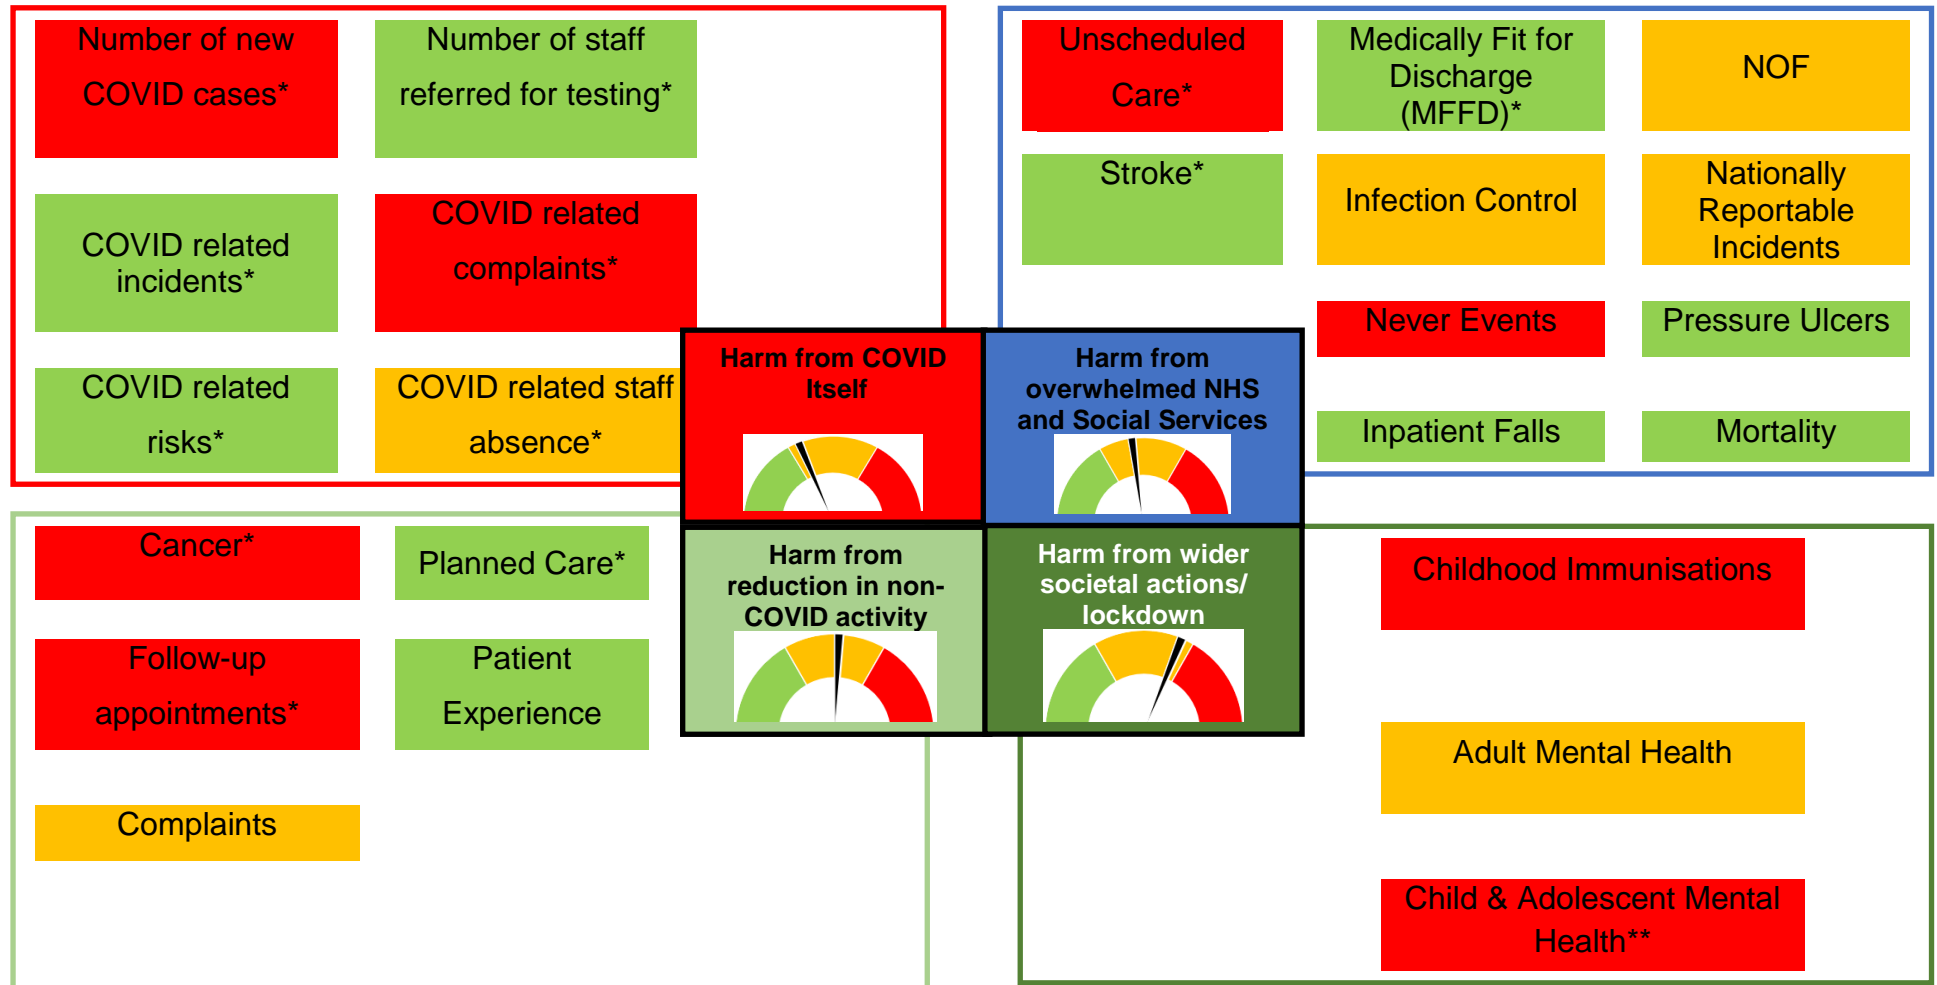 Number of new
COVID cases*
Number of staff
referred for testing*
COVID related
incidents*
COVID related
complaints*
COVID related
risks*
COVID related staff
absence*
Unscheduled
Care*
Medically Fit for
Discharge
(MFFD)*
NOF
Stroke*
Infection Control
Nationally
Reportable
Incidents
Never Events
Pressure Ulcers
Inpatient Falls
Mortality
Harm from COVID
Itself
Harm from
overwhelmed NHS
and Social Services
Harm from
reduction in non-
COVID activity
Harm from wider
societal actions/
lockdown
Cancer*
Planned Care*
Follow-up
appointments*
Patient
Experience
Complaints
Childhood Immunisations
Adult Mental Health
Child & Adolescent Mental
Health**